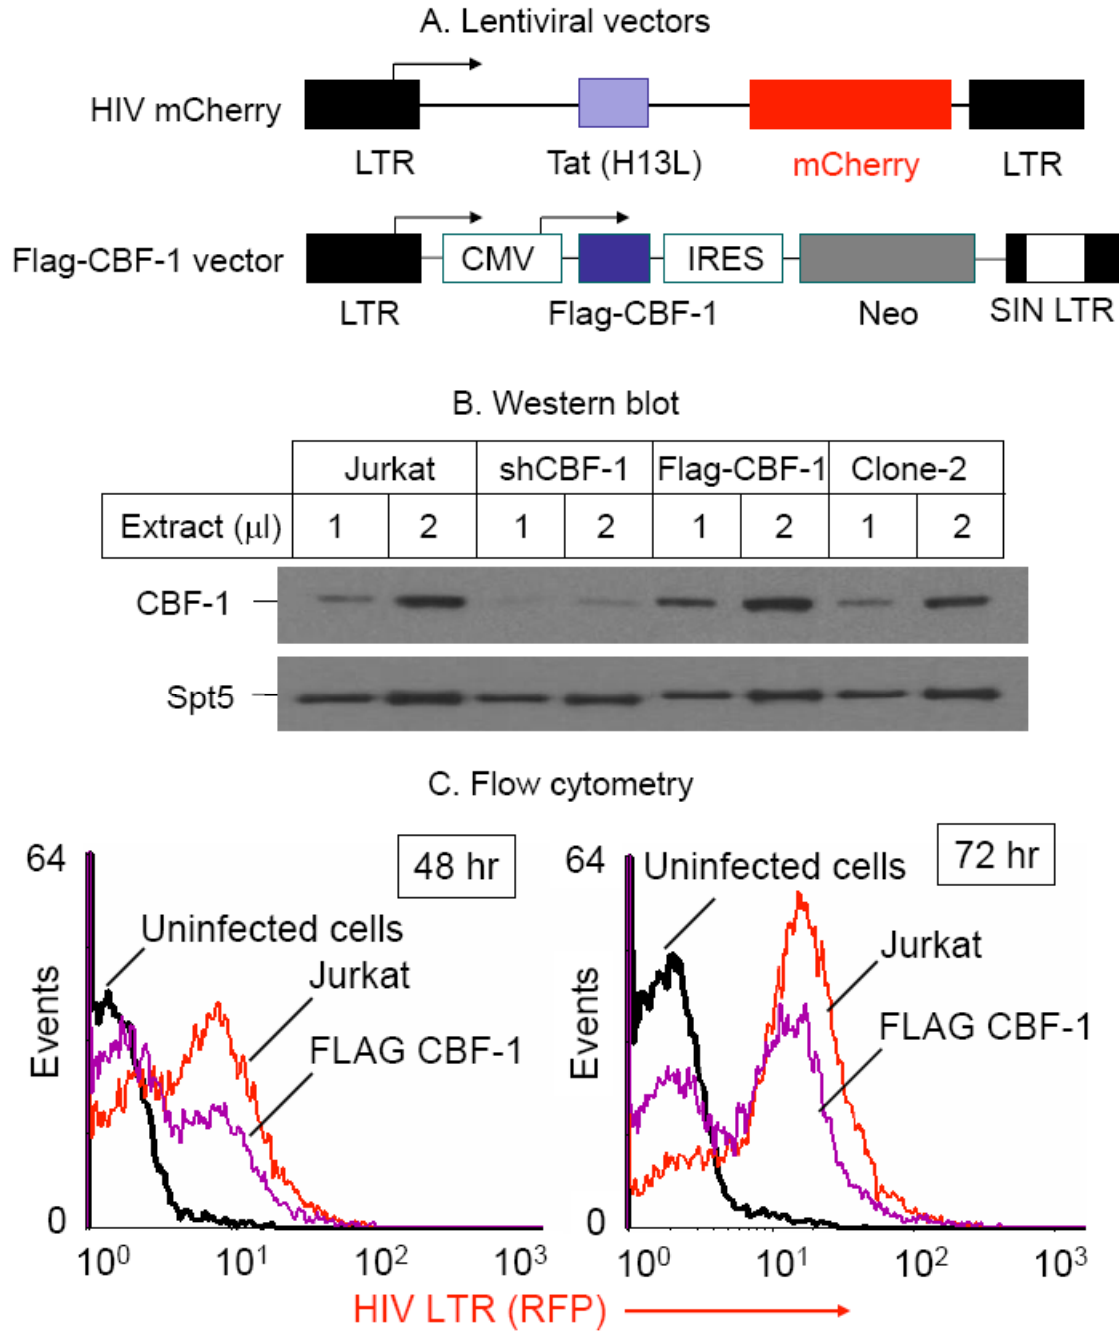 A. Lentiviral vectors
HIV mCherry
LTR
Tat (H13L)
mCherry
LTR
Flag-CBF-1 vector
CMV
IRES
LTR
Flag-CBF-1
Neo
SIN LTR
B. Western blot
Jurkat shCBF-1 Flag-CBF-1 Clone-2
Extract (μl) 1 2 1 2 1 2 1 2
CBF-1
Spt5
C. Flow cytometry
64
48 hr
Uninfected cells
Jurkat
FLAG CBF-1
Events
0
10⁰ 10¹ 10² 10³
64
72 hr
Uninfected cells
Jurkat
FLAG CBF-1
Events
0
10⁰ 10¹ 10² 10³
HIV LTR (RFP)